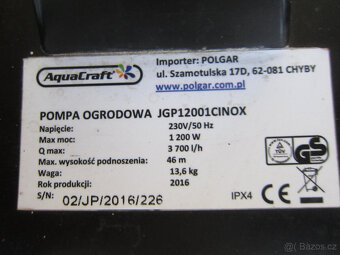 AquaCraft
Importer: POLGAR
ul. Szamotulska 17D, 62-081 CHYBY
www.polgar.com.pl
POMPA OGRODOWA JGP12001CINOX
Napięcie: 230V/50 Hz
Max moc: 1 200 W
Q max: 3 700 l/h
Max. wysokość podnoszenia: 46 m
Waga: 13,6 kg
Rok produkcji: 2016
S/N: 02/JP/2016/226
IPX4
CE
GS
bazos.cz